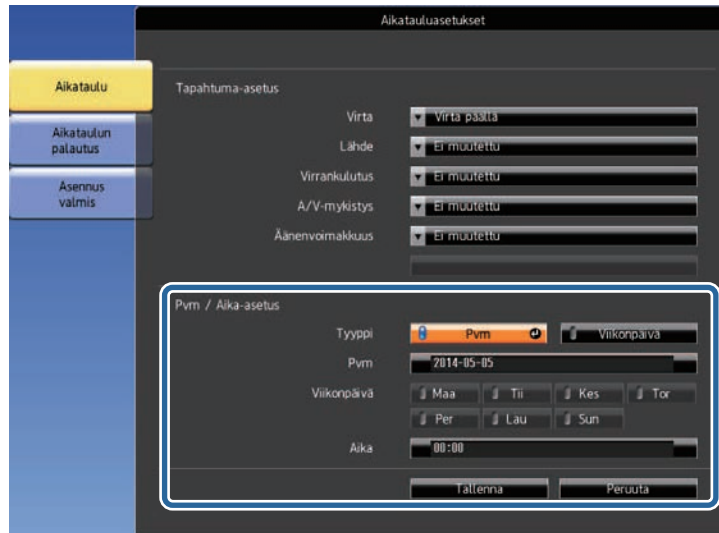 Aikatauluasetukset
Aikataulu
Aikataulun
palautus
Asennus
valmis
Tapahtuma-asetus
Virta Virta päällä
Lähde Ei muutettu
Virrankulutus Ei muutettu
A/V-mykistys Ei muutettu
Äänenvoimakkuus Ei muutettu
Pvm / Aika-asetus
Tyyppi Pvm Viikonpäivä
Pvm 2014-05-05
Viikonpäivä Maa Tii Kes Tor
Per Lau Sun
Aika 00:00
Tallenna Peruuta